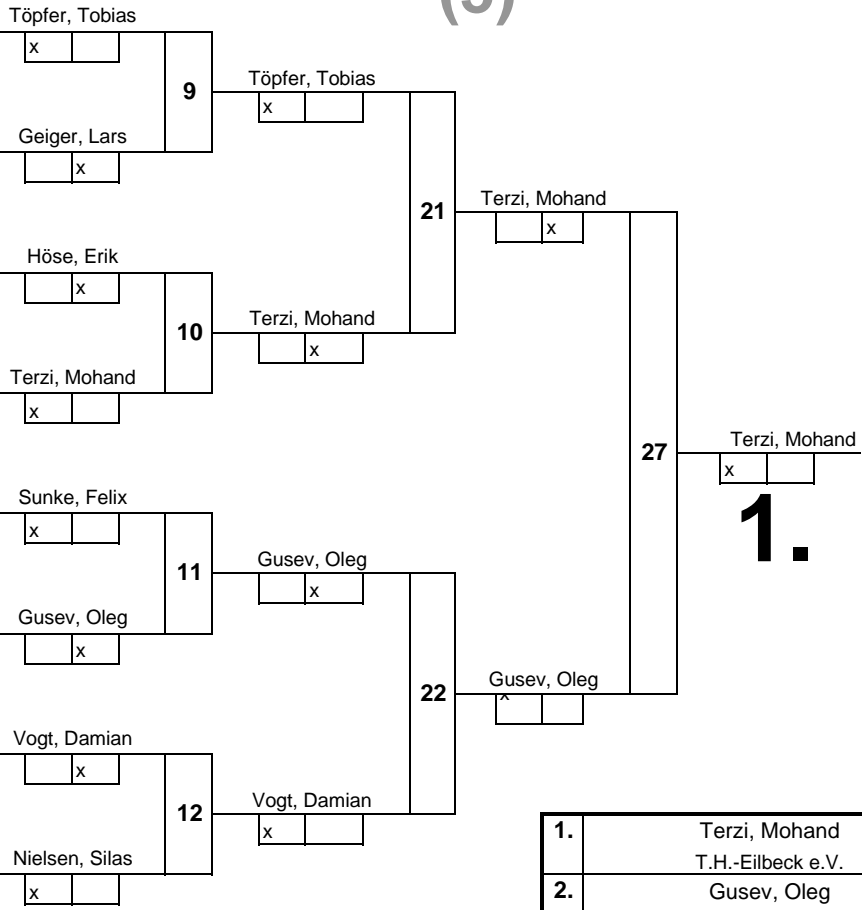 Töpfer, Tobias
x
9
Töpfer, Tobias
x
Geiger, Lars
x
21
Terzi, Mohand
x
Höse, Erik
x
10
Terzi, Mohand
x
Terzi, Mohand
x
27
Terzi, Mohand
x
1.
Sunke, Felix
x
11
Gusev, Oleg
x
Gusev, Oleg
x
22
Gusev, Oleg
x
Vogt, Damian
x
12
Vogt, Damian
x
Nielsen, Silas
x
1. Terzi, Mohand
T.H.-Eilbeck e.V.
2. Gusev, Oleg